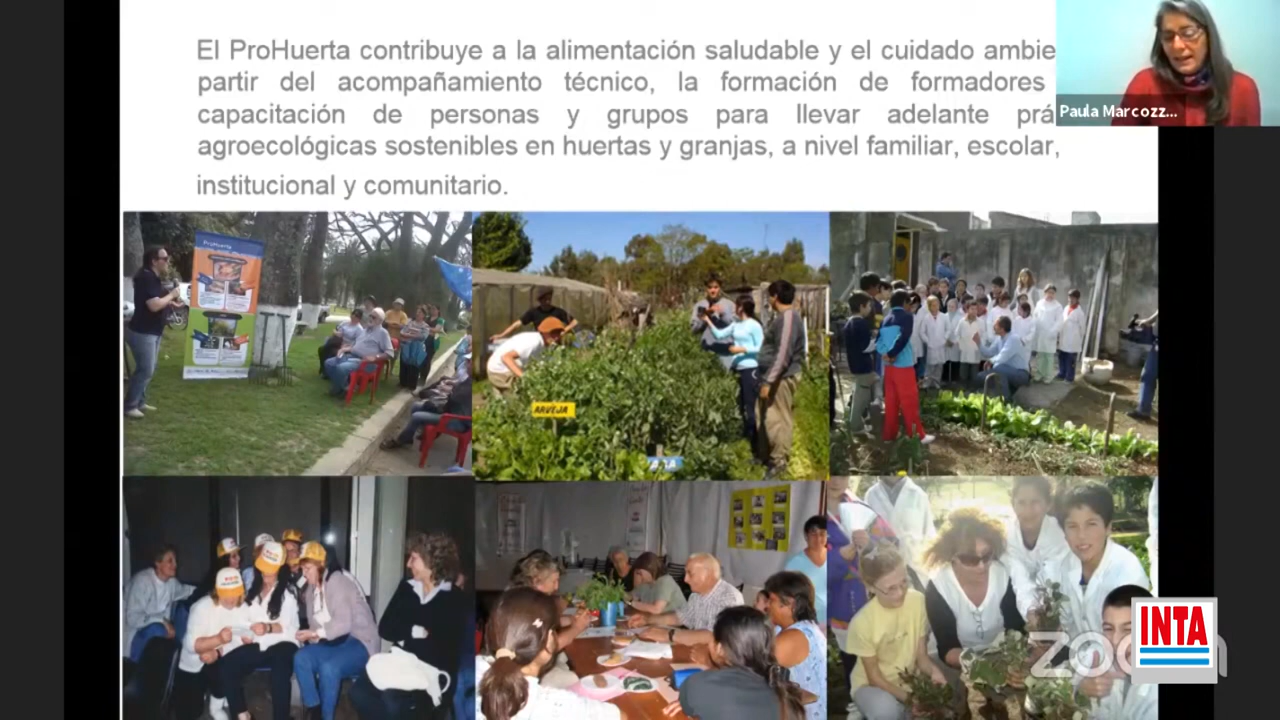 El ProHuerta contribuye a la alimentación saludable y el cuidado ambie
partir del acompañamiento técnico, la formación de formadores
capacitación de personas y grupos para llevar adelante prá
agroecológicas sostenibles en huertas y granjas, a nivel familiar, escolar,
institucional y comunitario.
Paula Marcozz...
ProHuerta
ARVEJA
zoom
INTA